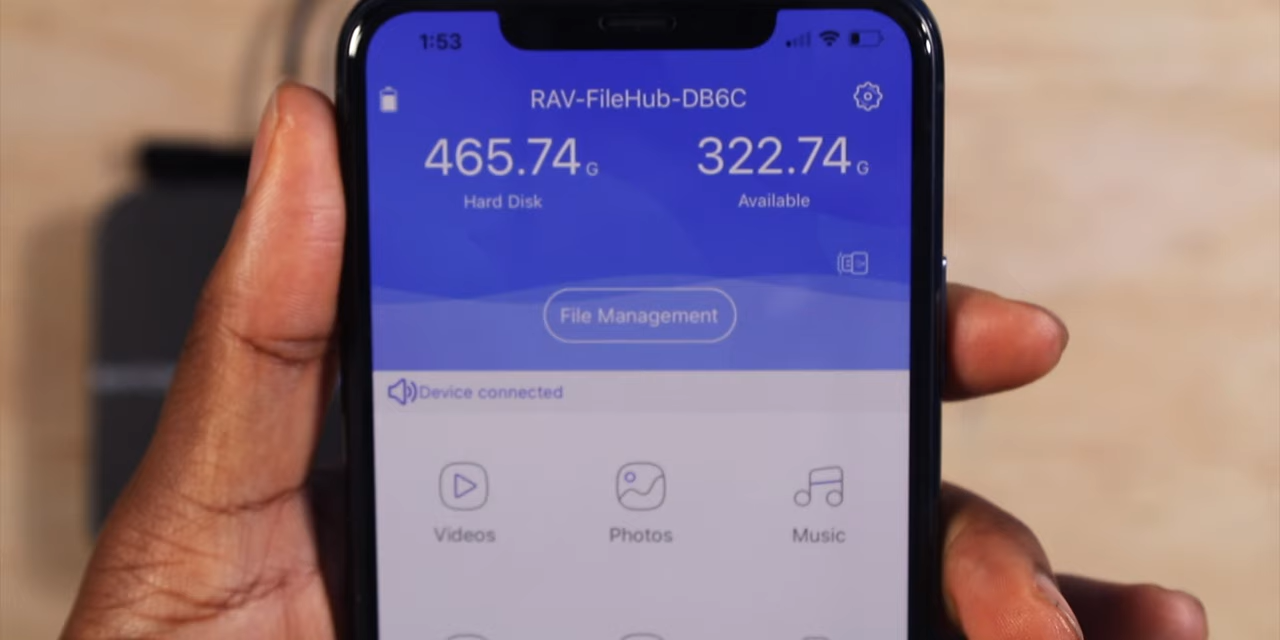 1:53
RAV-FileHub-DB6C
465.74 G
322.74 G
Hard Disk
Available
File Management
Device connected
Videos
Photos
Music